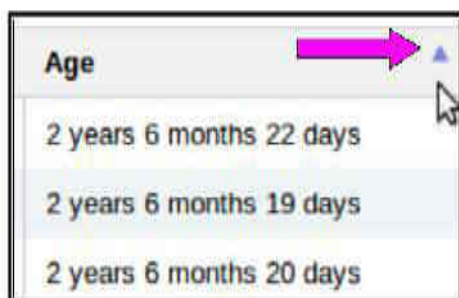 Age
2 years 6 months 22 days
2 years 6 months 19 days
2 years 6 months 20 days